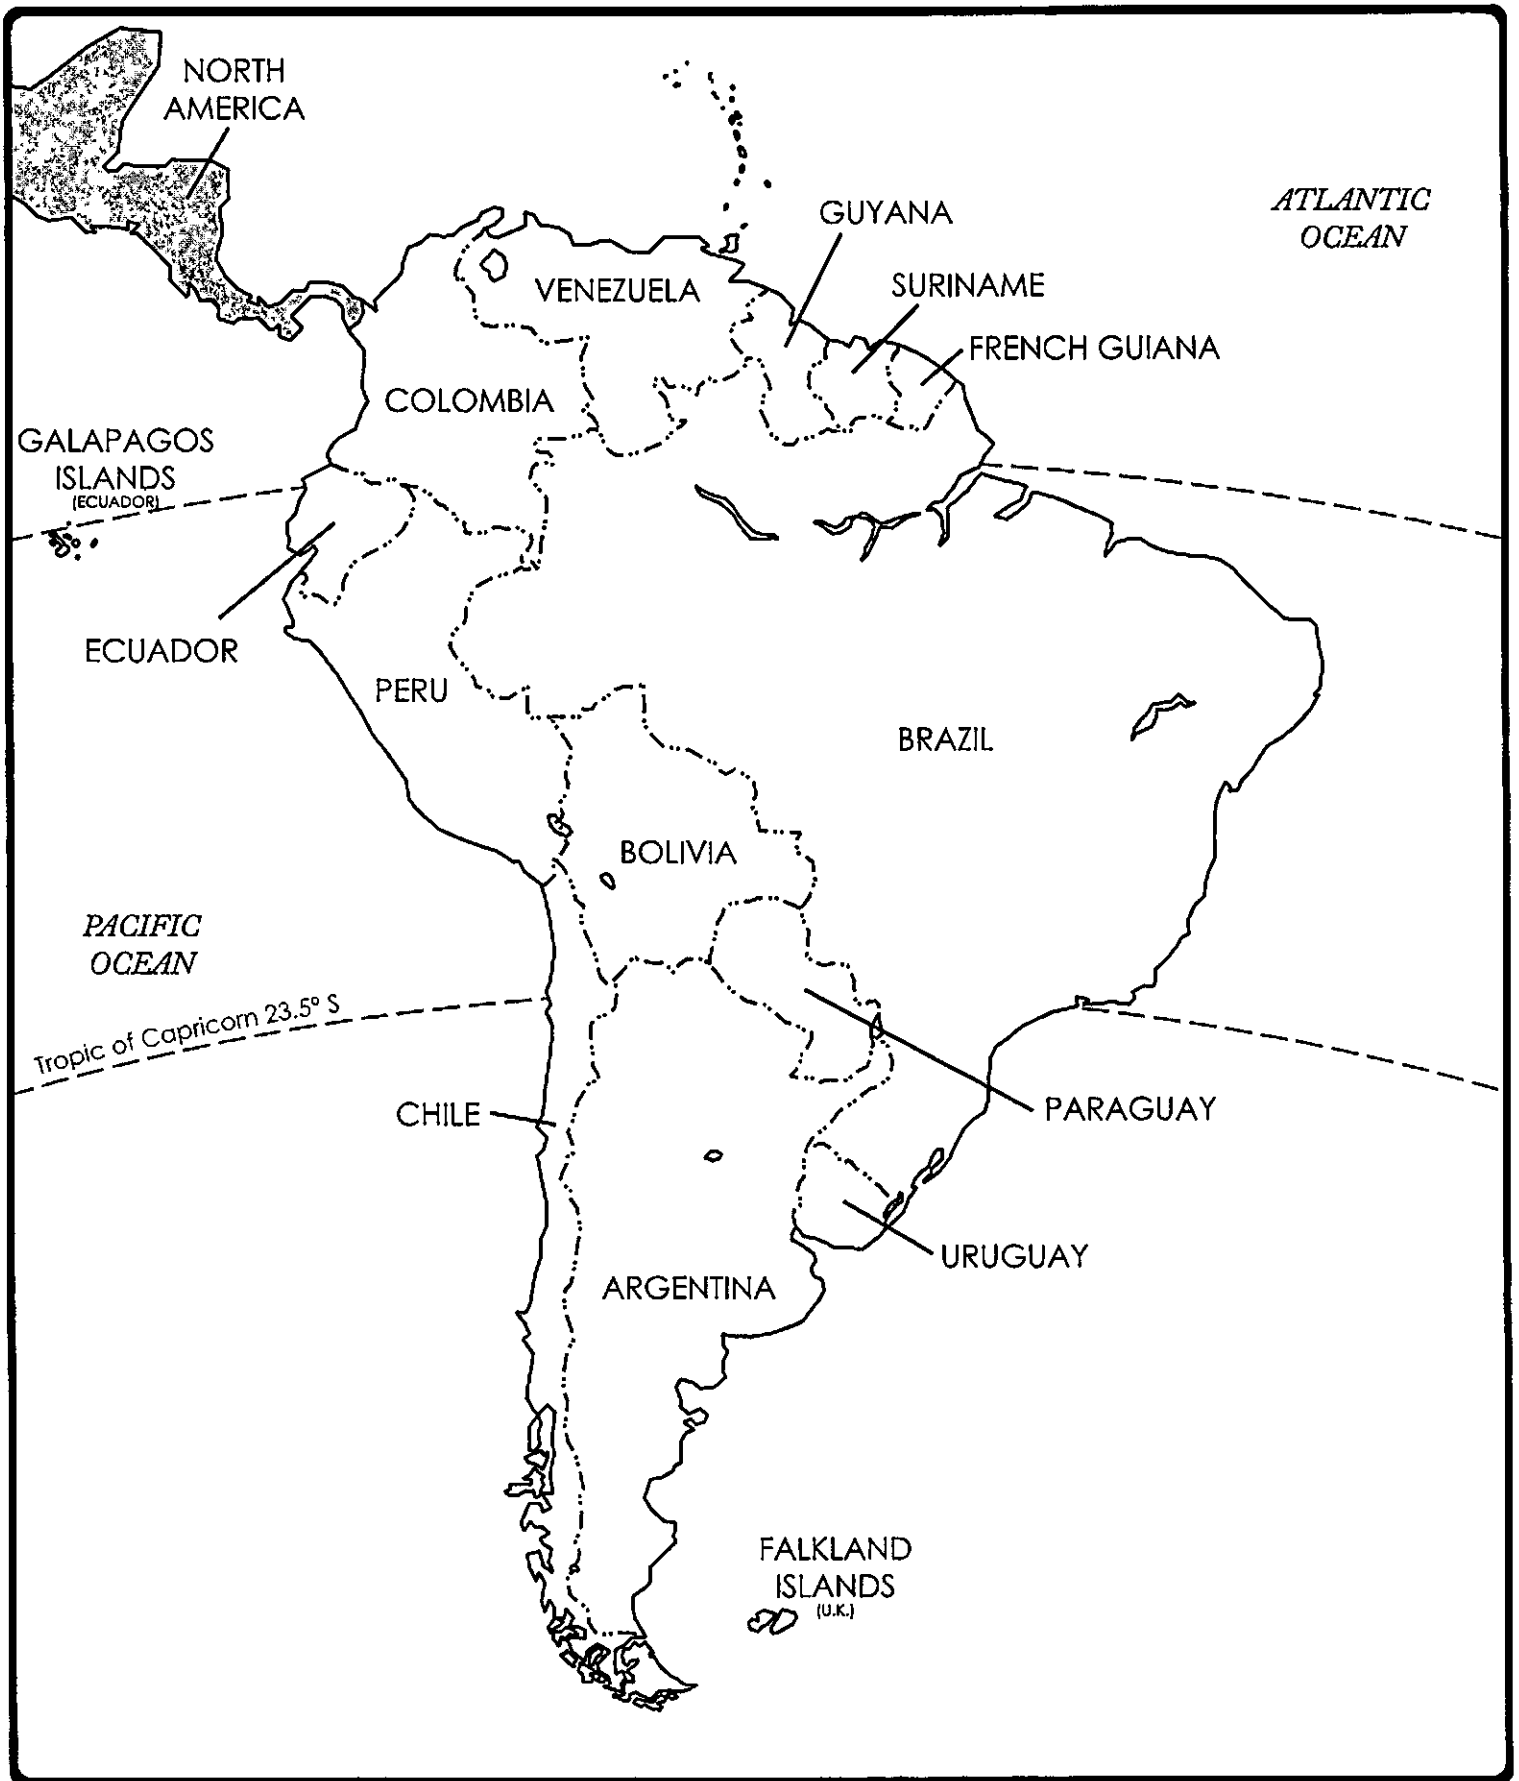 NORTH
AMERICA
ATLANTIC
OCEAN
GUYANA
SURINAME
VENEZUELA
FRENCH GUIANA
COLOMBIA
GALAPAGOS
ISLANDS
(ECUADOR)
ECUADOR
PERU
BRAZIL
BOLIVIA
PACIFIC
OCEAN
Tropic of Capricorn 23.5° S
CHILE
PARAGUAY
URUGUAY
ARGENTINA
FALKLAND
ISLANDS
(U.K.)